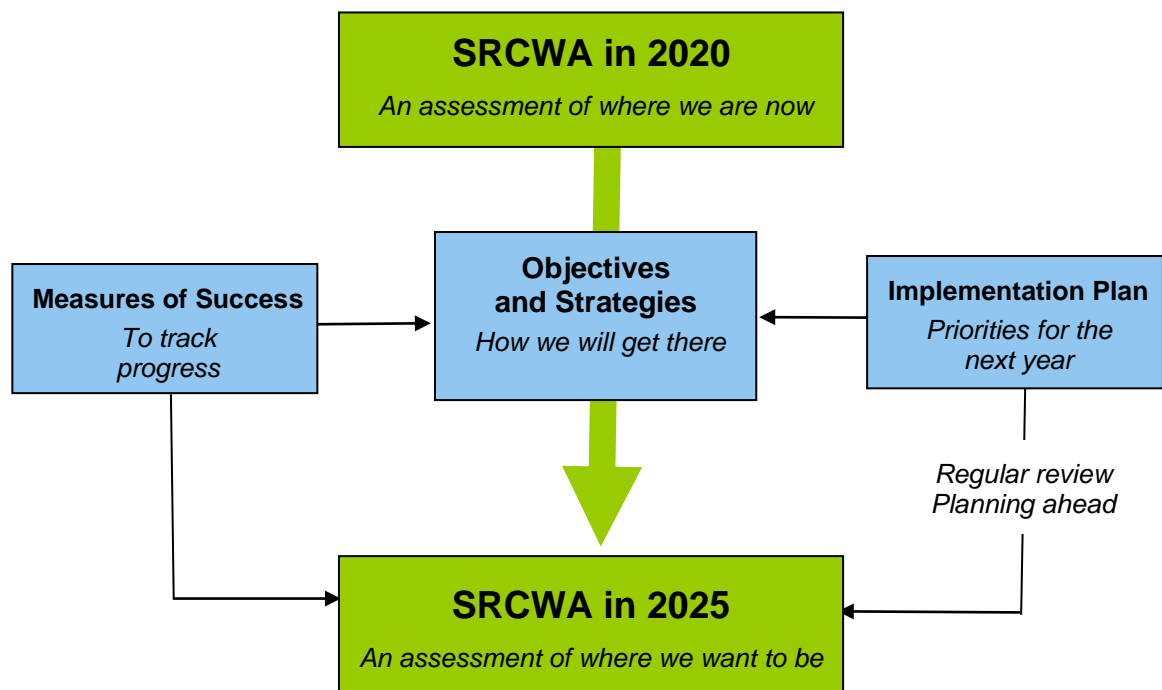 SRCWA in 2020
An assessment of where we are now
Measures of Success
To track
progress
Objectives
and Strategies
How we will get there
Implementation Plan
Priorities for the
next year
Regular review
Planning ahead
SRCWA in 2025
An assessment of where we want to be